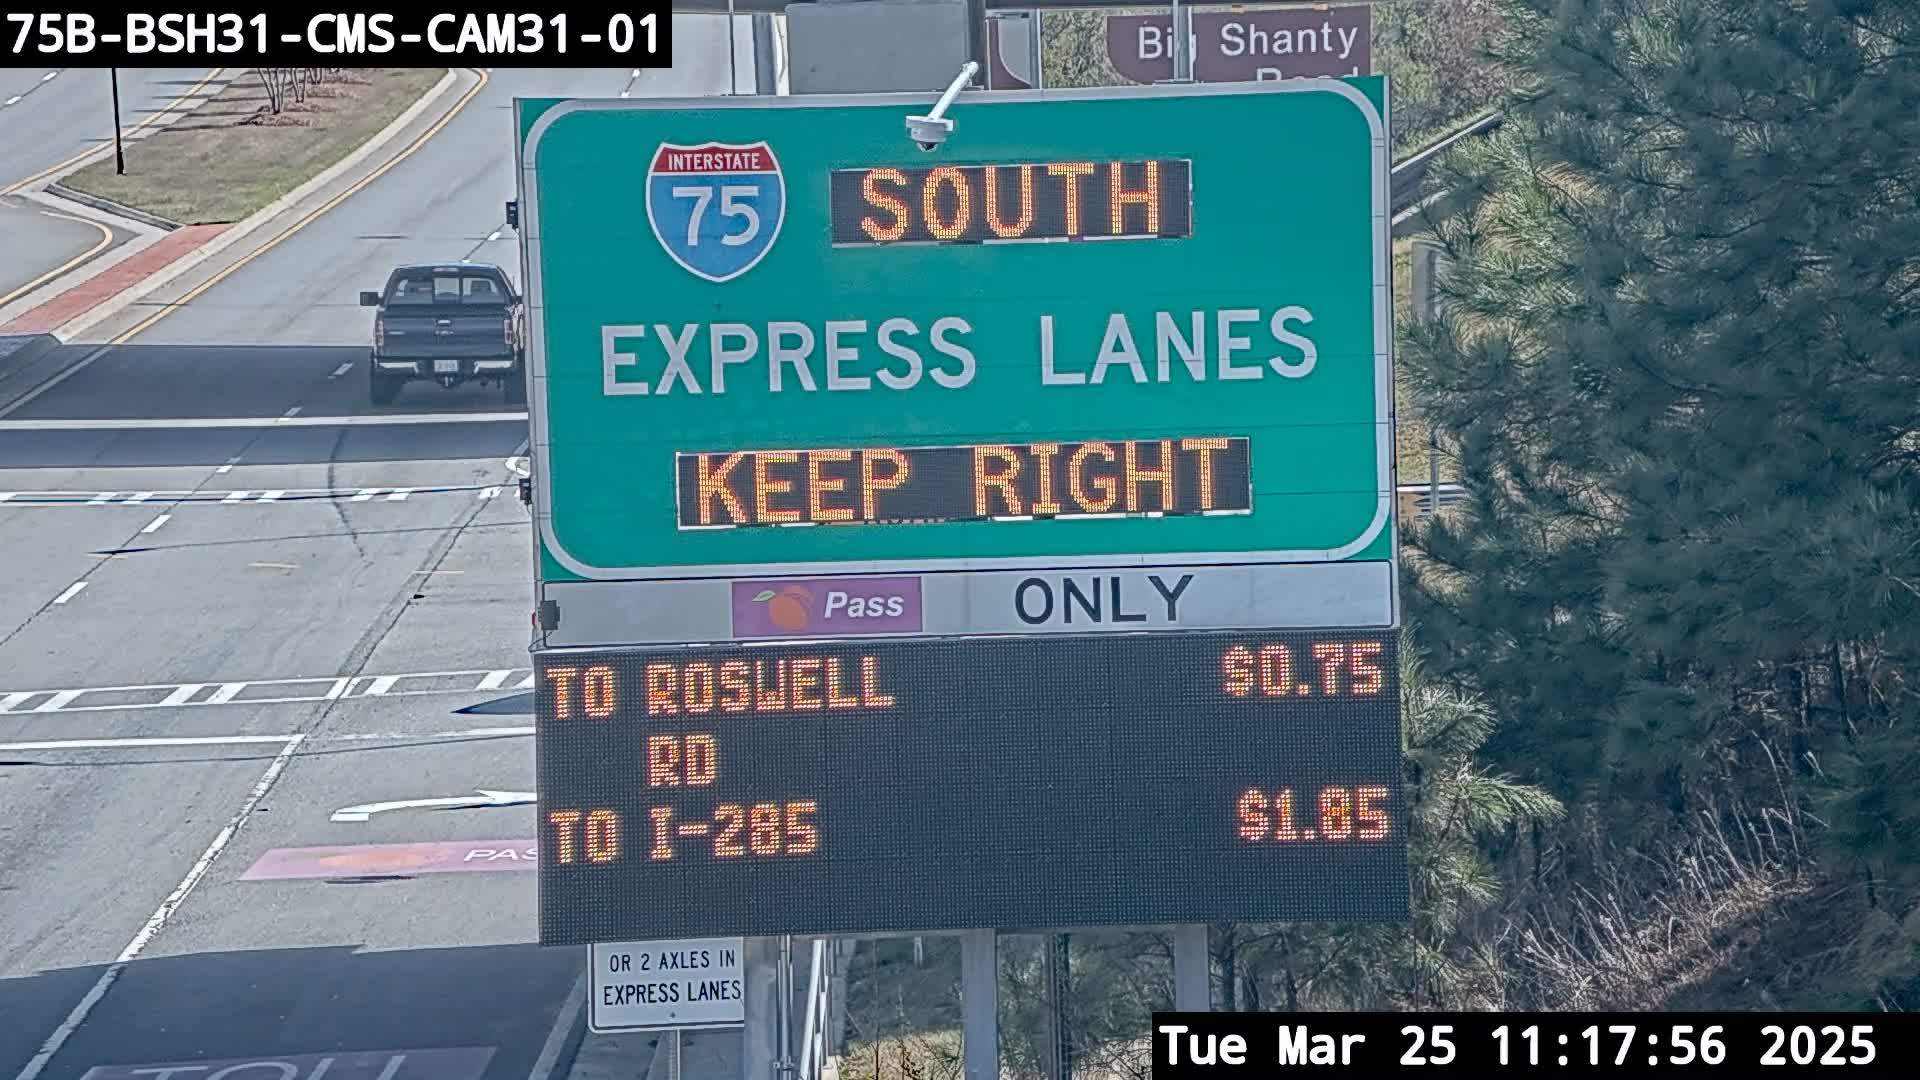 75B-BSH31-CMS-CAM31-01
Big Shanty
Road
INTERSTATE
75
SOUTH
EXPRESS LANES
KEEP RIGHT
Pass ONLY
TO ROSWELL $0.75
RD
TO I-285 $1.85
OR 2 AXLES IN
EXPRESS LANES
TOLL
Tue Mar 25 11:17:56 2025